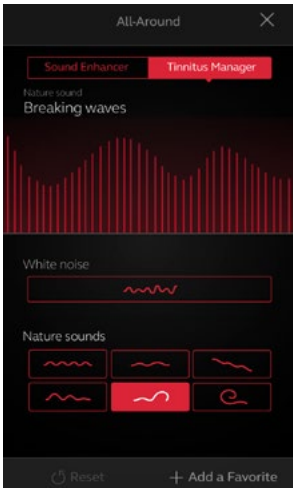 All-Around
Sound Enhancer
Tinnitus Manager
Nature sound
Breaking waves
White noise
Nature sounds
Reset
Add a Favorite